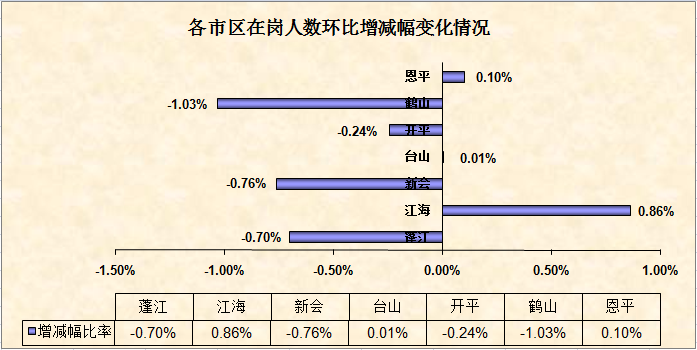 各市区在岗人数环比增减幅变化情况
恩平 0.10%
-1.03% 鹤山
-0.24% 开平
台山 0.01%
-0.76% 新会
江海 0.86%
-0.70% 蓬江
-1.50% -1.00% -0.50% 0.00% 0.50% 1.00%
蓬江 江海 新会 台山 开平 鹤山 恩平
增减幅比率 -0.70% 0.86% -0.76% 0.01% -0.24% -1.03% 0.10%